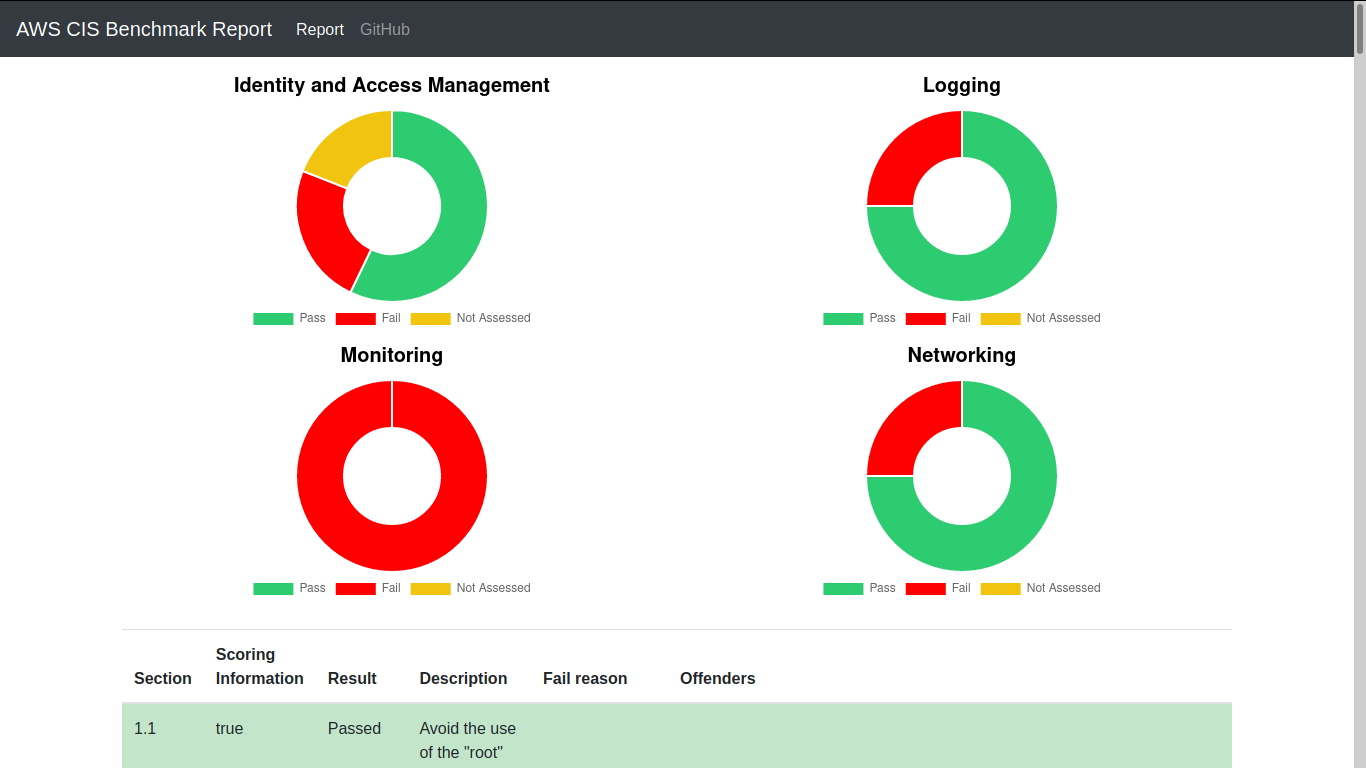 AWS CIS Benchmark Report Report GitHub
Identity and Access Management
Pass Fail Not Assessed
Logging
Pass Fail Not Assessed
Monitoring
Pass Fail Not Assessed
Networking
Pass Fail Not Assessed
Section Scoring Information Result Description Fail reason Offenders
1.1 true Passed Avoid the use
of the "root"